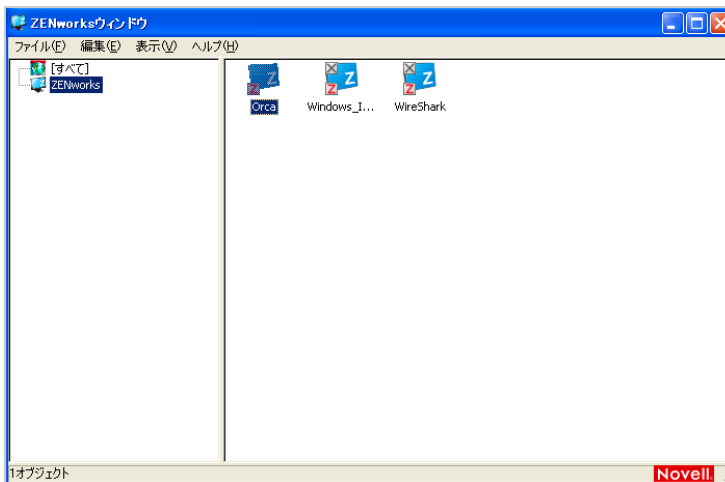 ZENworksウィンドウ
ファイル(F) 編集(E) 表示(V) ヘルプ(H)
[すべて]
ZENworks
Orca Windows_I... WireShark
1オブジェクト
Novell.